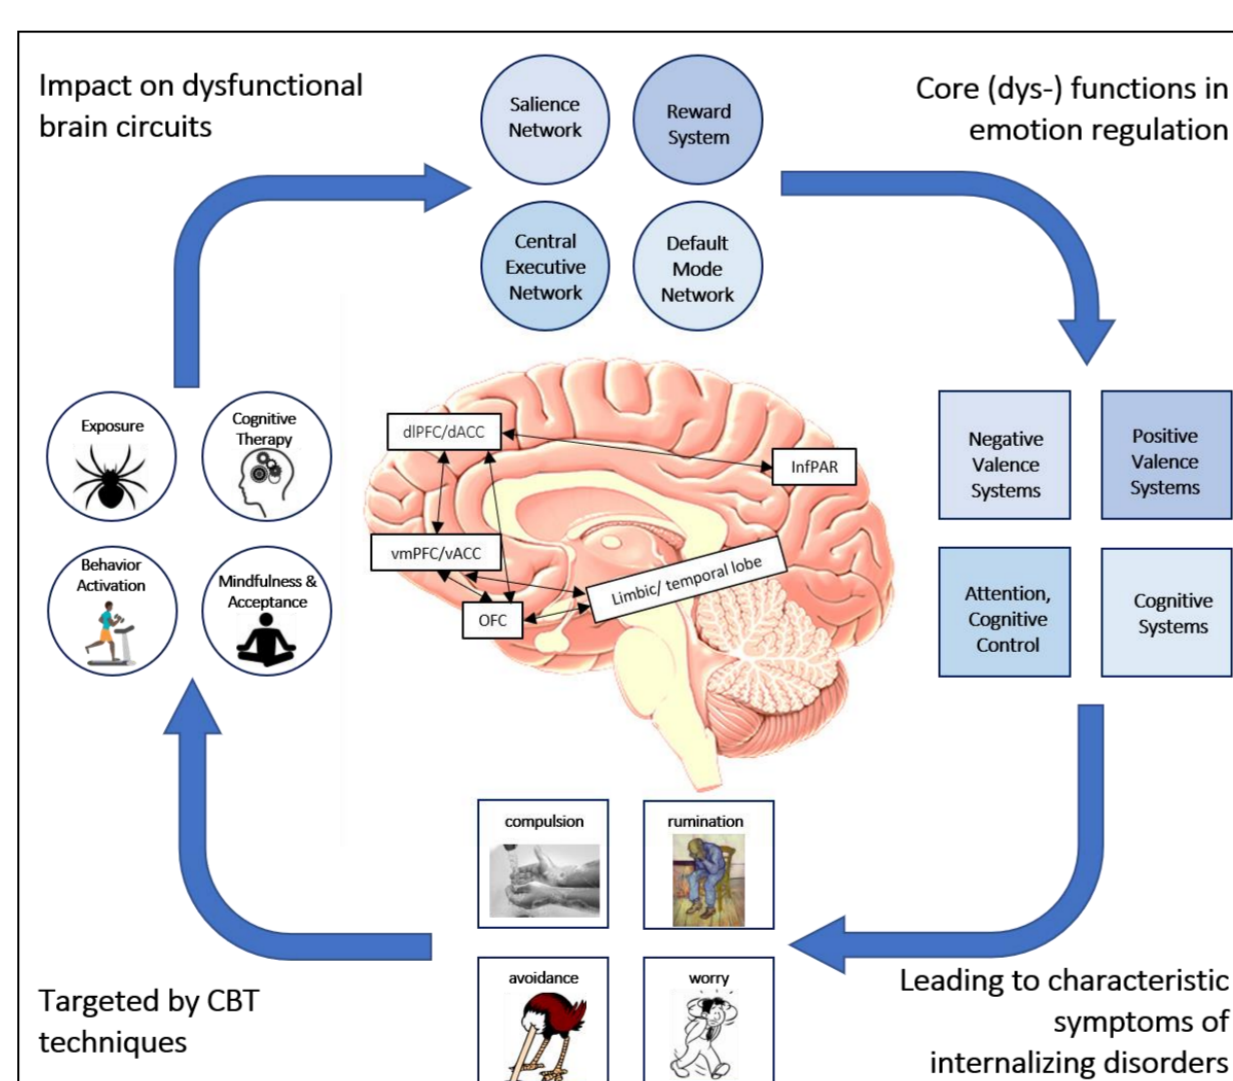 Impact on dysfunctional
brain circuits
Salience
Network
Reward
System
Core (dys-) functions in
emotion regulation
Central
Executive
Network
Default
Mode
Network
Exposure
Cognitive
Therapy
Behavior
Activation
Mindfulness &
Acceptance
dlPFC/dACC
InfPAR
vmPFC/vACC
Limbic/ temporal lobe
OFC
Negative
Valence
Systems
Positive
Valence
Systems
Attention,
Cognitive
Control
Cognitive
Systems
compulsion
rumination
avoidance
worry
Targeted by CBT
techniques
Leading to characteristic
symptoms of
internalizing disorders